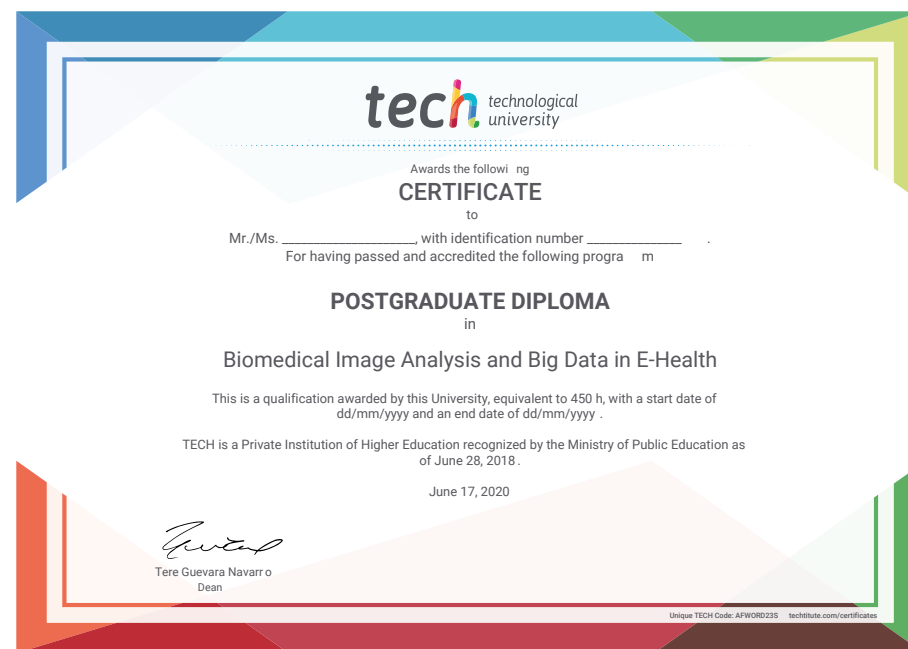 tech technological
university
Awards the followi ng
CERTIFICATE
to
Mr./Ms. _____________________, with identification number _______________ .
For having passed and accredited the following progra m
POSTGRADUATE DIPLOMA
in
Biomedical Image Analysis and Big Data in E-Health
This is a qualification awarded by this University, equivalent to 450 h, with a start date of
dd/mm/yyyy and an end date of dd/mm/yyyy .
TECH is a Private Institution of Higher Education recognized by the Ministry of Public Education as
of June 28, 2018 .
June 17, 2020
Tere Guevara Navarr o
Dean
Unique TECH Code: AFWORD23S techtitute.com/certificates